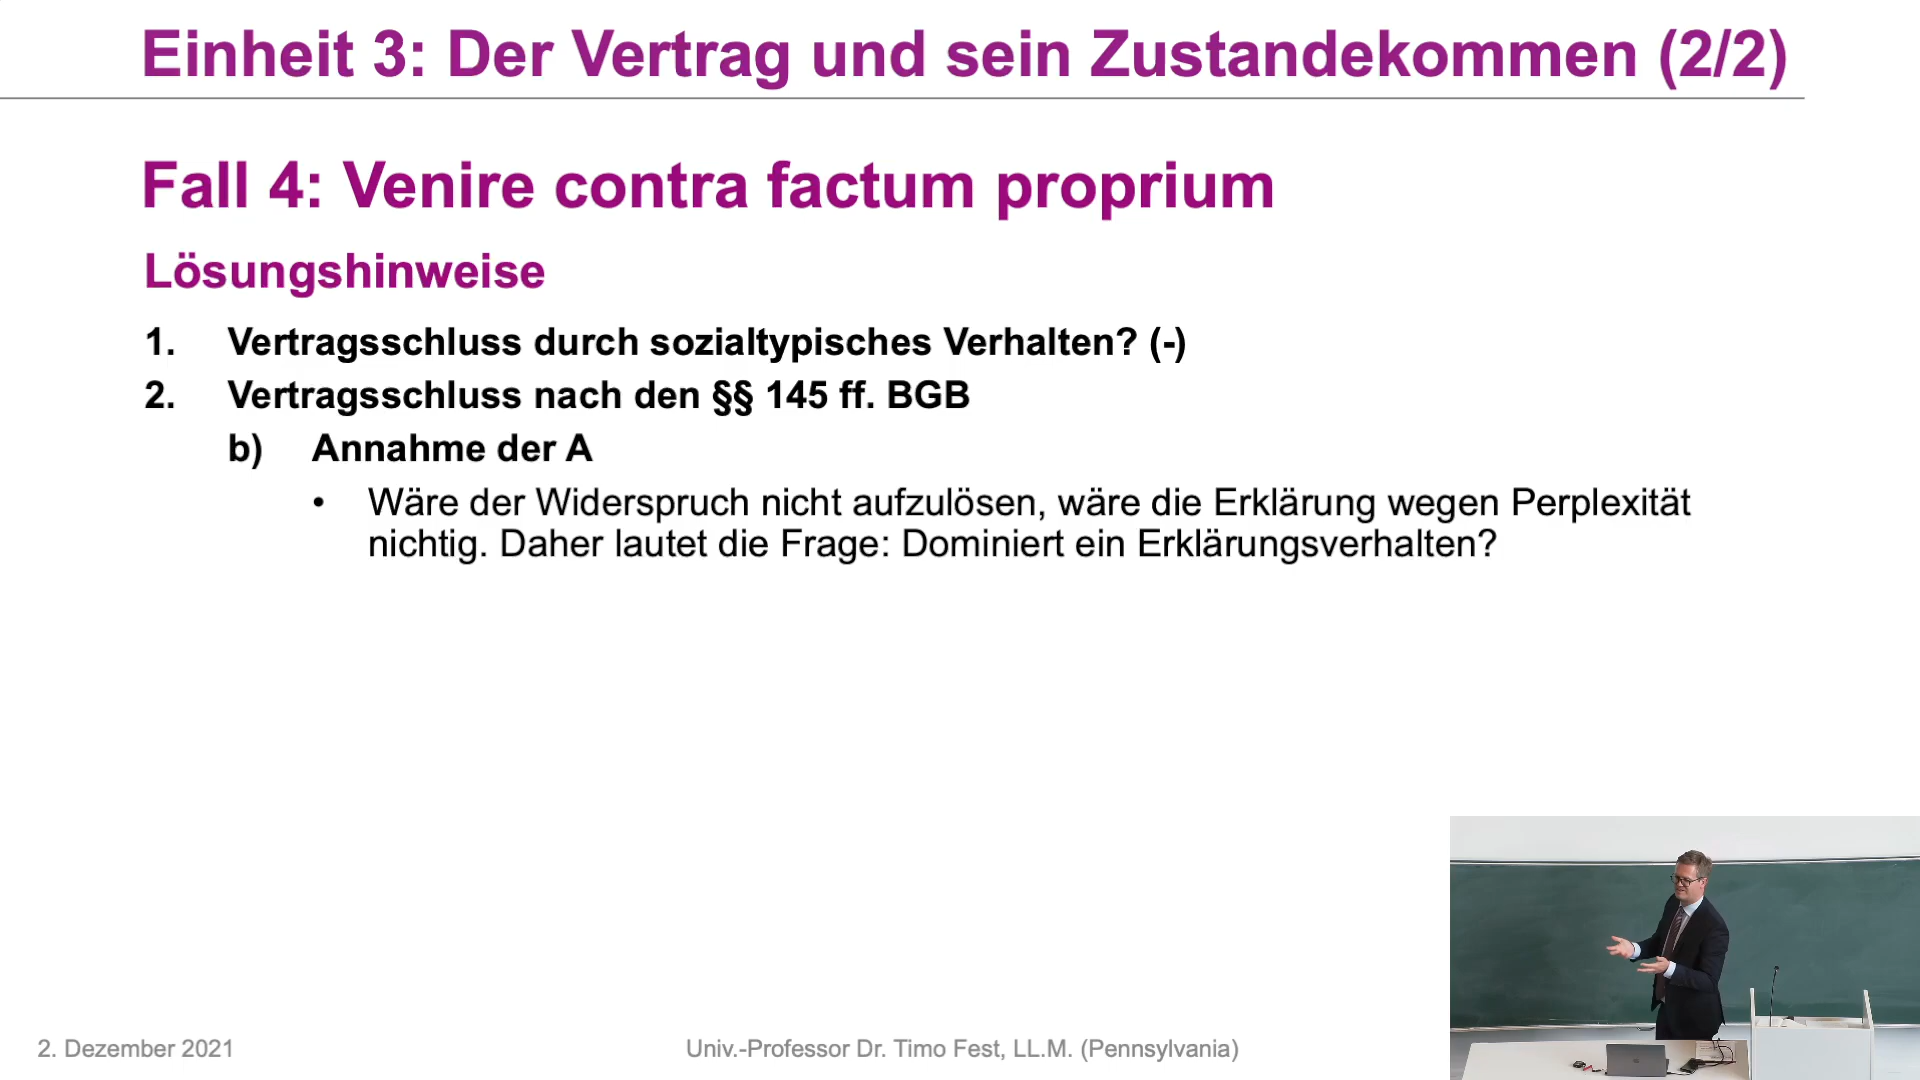 Einheit 3: Der Vertrag und sein Zustandekommen (2/2)
Fall 4: Venire contra factum proprium
Lösungshinweise
1. Vertragsschluss durch sozialtypisches Verhalten? (-)
2. Vertragsschluss nach den §§ 145 ff. BGB
b) Annahme der A
• Wäre der Widerspruch nicht aufzulösen, wäre die Erklärung wegen Perplexität
nichtig. Daher lautet die Frage: Dominiert ein Erklärungsverhalten?
2. Dezember 2021
Univ.-Professor Dr. Timo Fest, LL.M. (Pennsylvania)